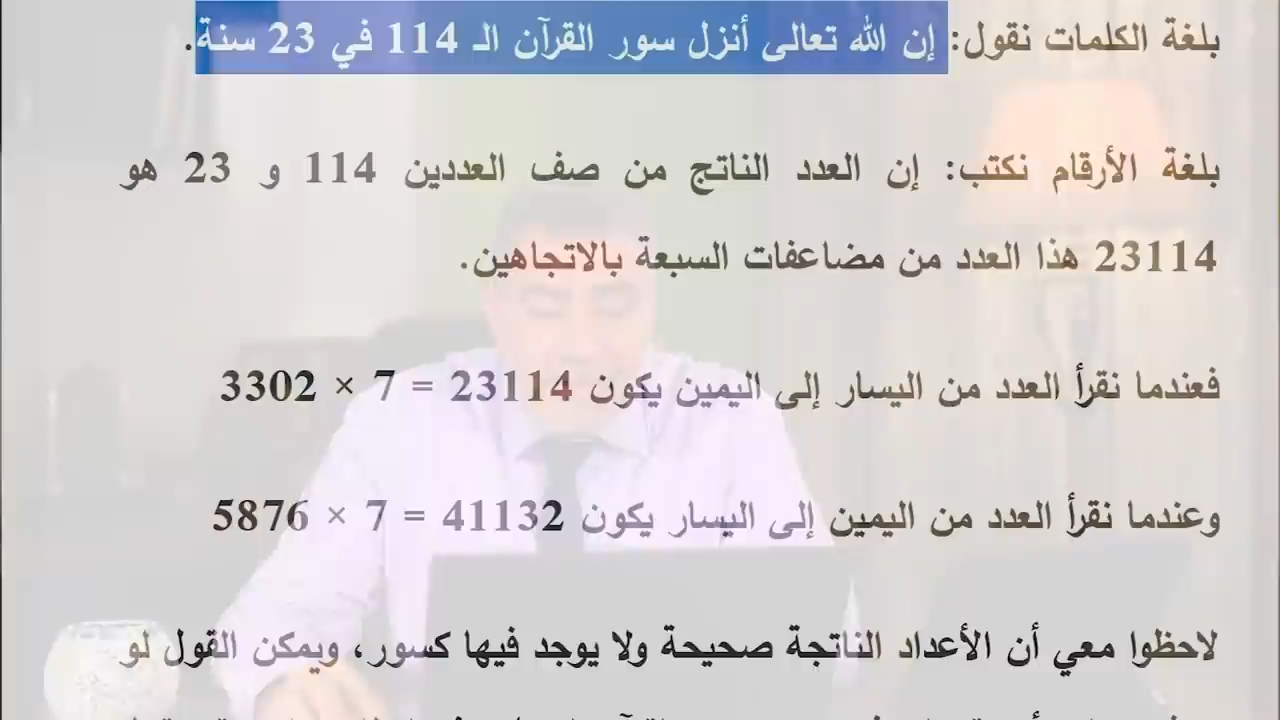 بلغة الكلمات نقول: إن الله تعالى أنزل سور القرآن الـ 114 في 23 سنة.
بلغة الأرقام نكتب: إن العدد الناتج من صف العددين 114 و 23 هو
23114 هذا العدد من مضاعفات السبعة بالاتجاهين.
فعندما نقرأ العدد من اليسار إلى اليمين يكون 23114 = 7 × 3302
وعندما نقرأ العدد من اليمين إلى اليسار يكون 41132 = 7 × 5876
لاحظوا معي أن الأعداد الناتجة صحيحة ولا يوجد فيها كسور، ويمكن القول لو